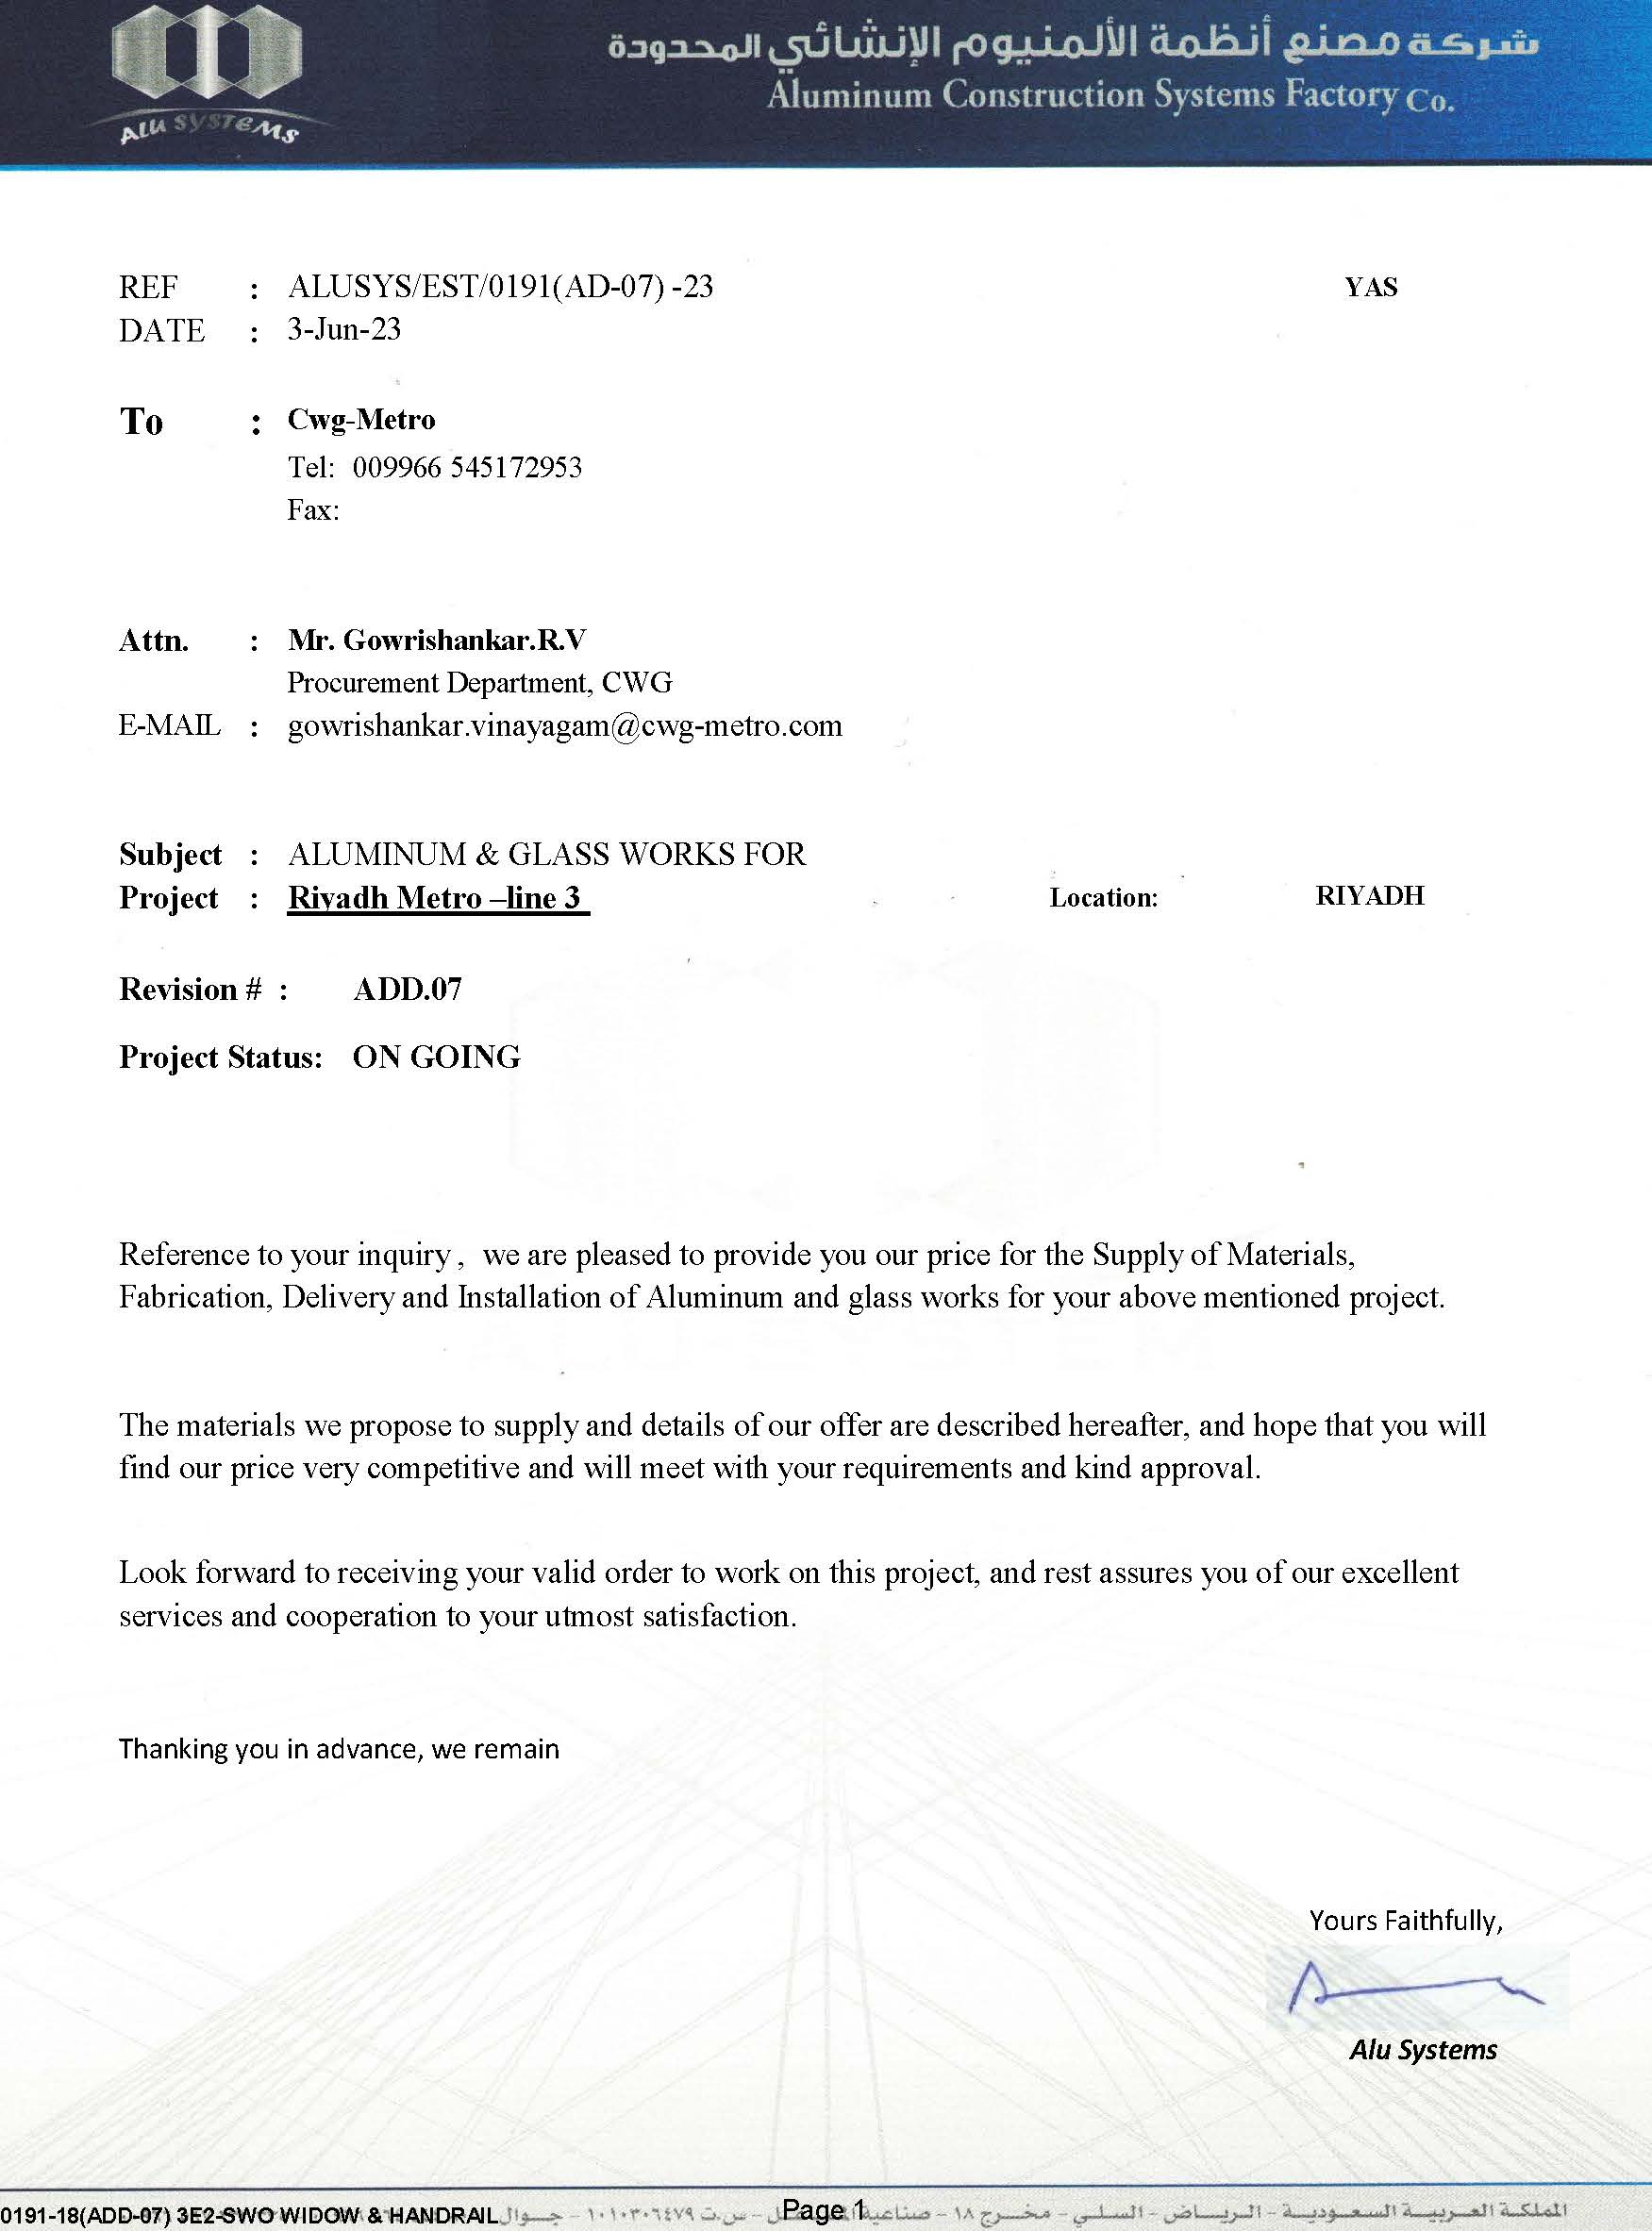 شركة مصنع أنظمة الألمنيوم الإنشائي المحدودة
Aluminum Construction Systems Factory Co.
ALU SYSTEMS
REF : ALUSYS/EST/0191(AD-07) -23 YAS
DATE : 3-Jun-23
To : Cwg-Metro
Tel: 009966 545172953
Fax:
Attn. : Mr. Gowrishankar.R.V
Procurement Department, CWG
E-MAIL : gowrishankar.vinayagam@cwg-metro.com
Subject : ALUMINUM & GLASS WORKS FOR
Project : Riyadh Metro –line 3 Location: RIYADH
Revision # : ADD.07
Project Status: ON GOING
Reference to your inquiry , we are pleased to provide you our price for the Supply of Materials,
Fabrication, Delivery and Installation of Aluminum and glass works for your above mentioned project.
The materials we propose to supply and details of our offer are described hereafter, and hope that you will
find our price very competitive and will meet with your requirements and kind approval.
Look forward to receiving your valid order to work on this project, and rest assures you of our excellent
services and cooperation to your utmost satisfaction.
Thanking you in advance, we remain
Yours Faithfully,
Alu Systems
0191-18(ADD-07) 3E2-SWO WIDOW & HANDRAIL Page 1
المملكة العربية السعودية - الرياض - السلي - مخرج ١٨ - س.ت ١٠١٠٣٠٦٤٧٩ - جوال